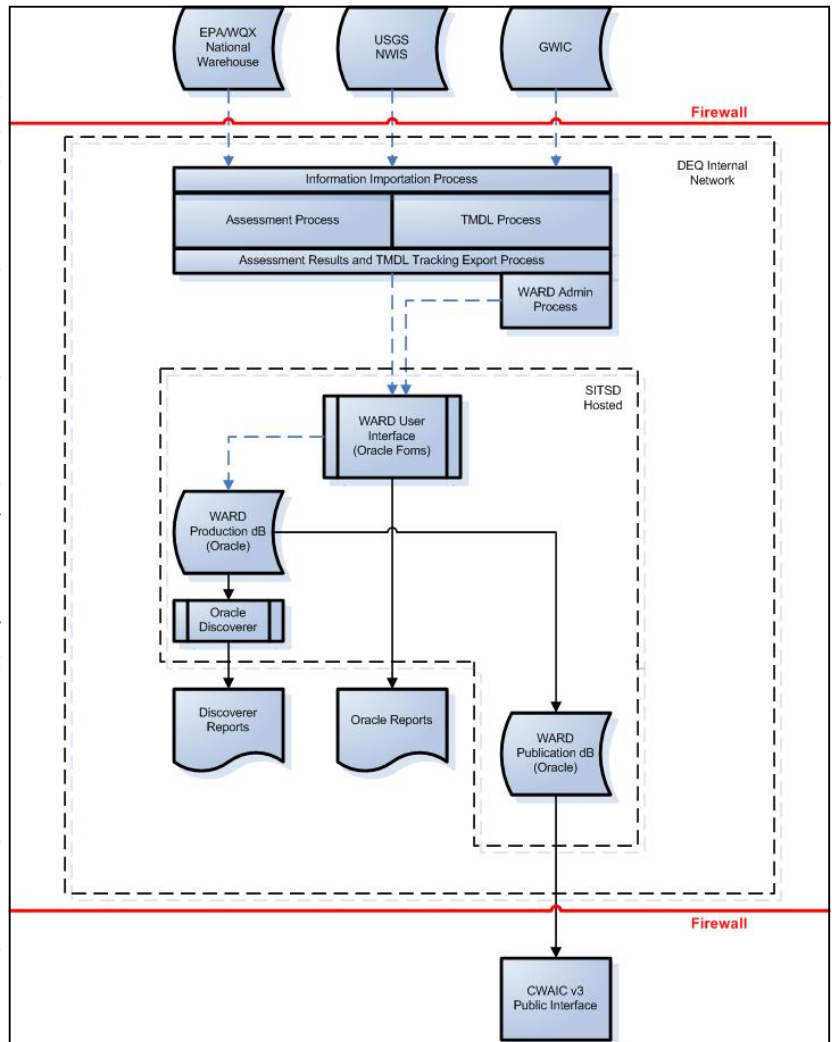 EPA/WQX
National
Warehouse
USGS
NWIS
GWIC
Firewall
DEQ Internal
Network
Information Importation Process
Assessment Process
TMDL Process
Assessment Results and TMDL Tracking Export Process
WARD Admin
Process
SITSD
Hosted
WARD User
Interface
(Oracle Foms)
WARD
Production dB
(Oracle)
Oracle
Discoverer
Discoverer
Reports
Oracle Reports
WARD
Publication dB
(Oracle)
Firewall
CWAIC v3
Public Interface